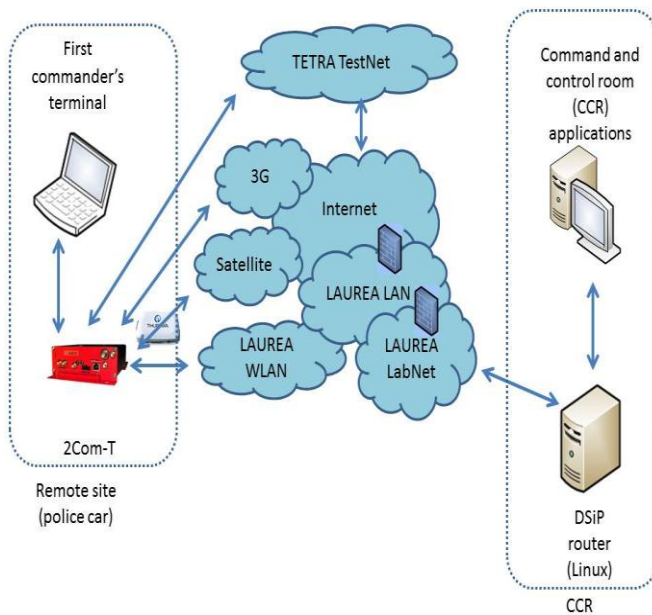 First
commander's
terminal
TETRA TestNet
Command and
control room
(CCR)
applications
3G
Internet
Satellite
LAUREA LAN
LAUREA
WLAN
LAUREA
LabNet
2Com-T
Remote site
(police car)
DSiP
router
(Linux)
CCR